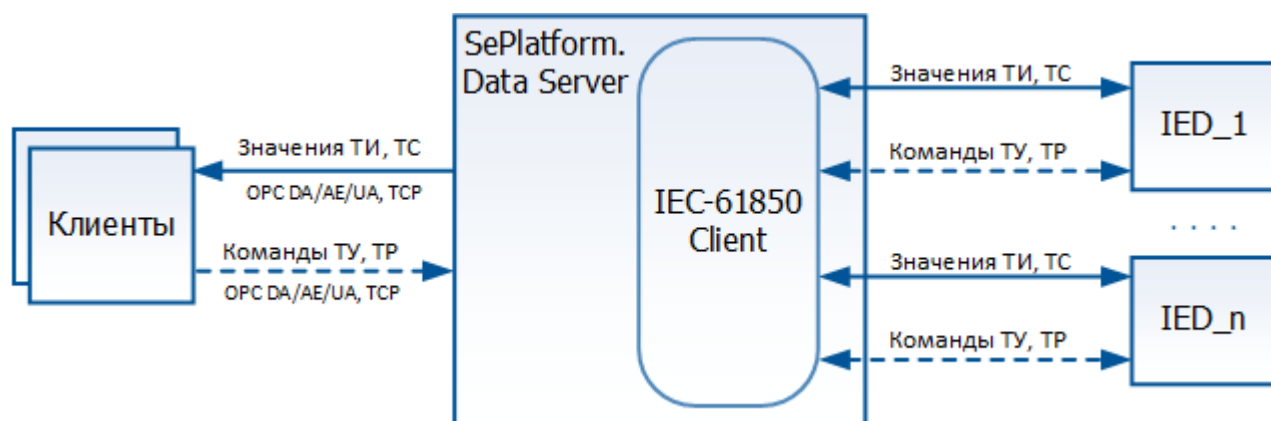 SePlatform.
Data Server
IEC-61850
Client
Клиенты
Значения ТИ, ТС
OPC DA/AE/UA, TCP
Команды ТУ, ТР
OPC DA/AE/UA, TCP
Значения ТИ, ТС
Команды ТУ, ТР
IED_1
. . . .
Значения ТИ, ТС
Команды ТУ, ТР
IED_n